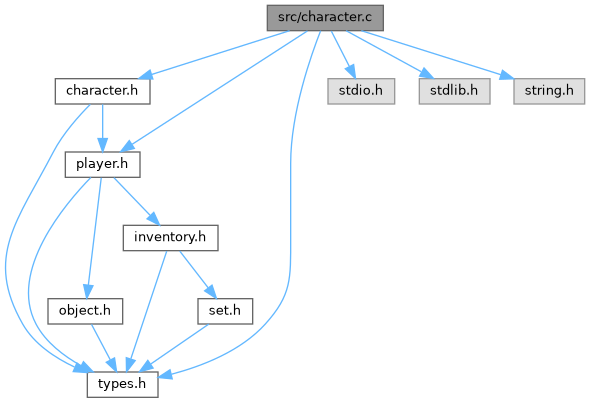 src/character.c
character.h
stdio.h
stdlib.h
string.h
player.h
inventory.h
object.h
set.h
types.h